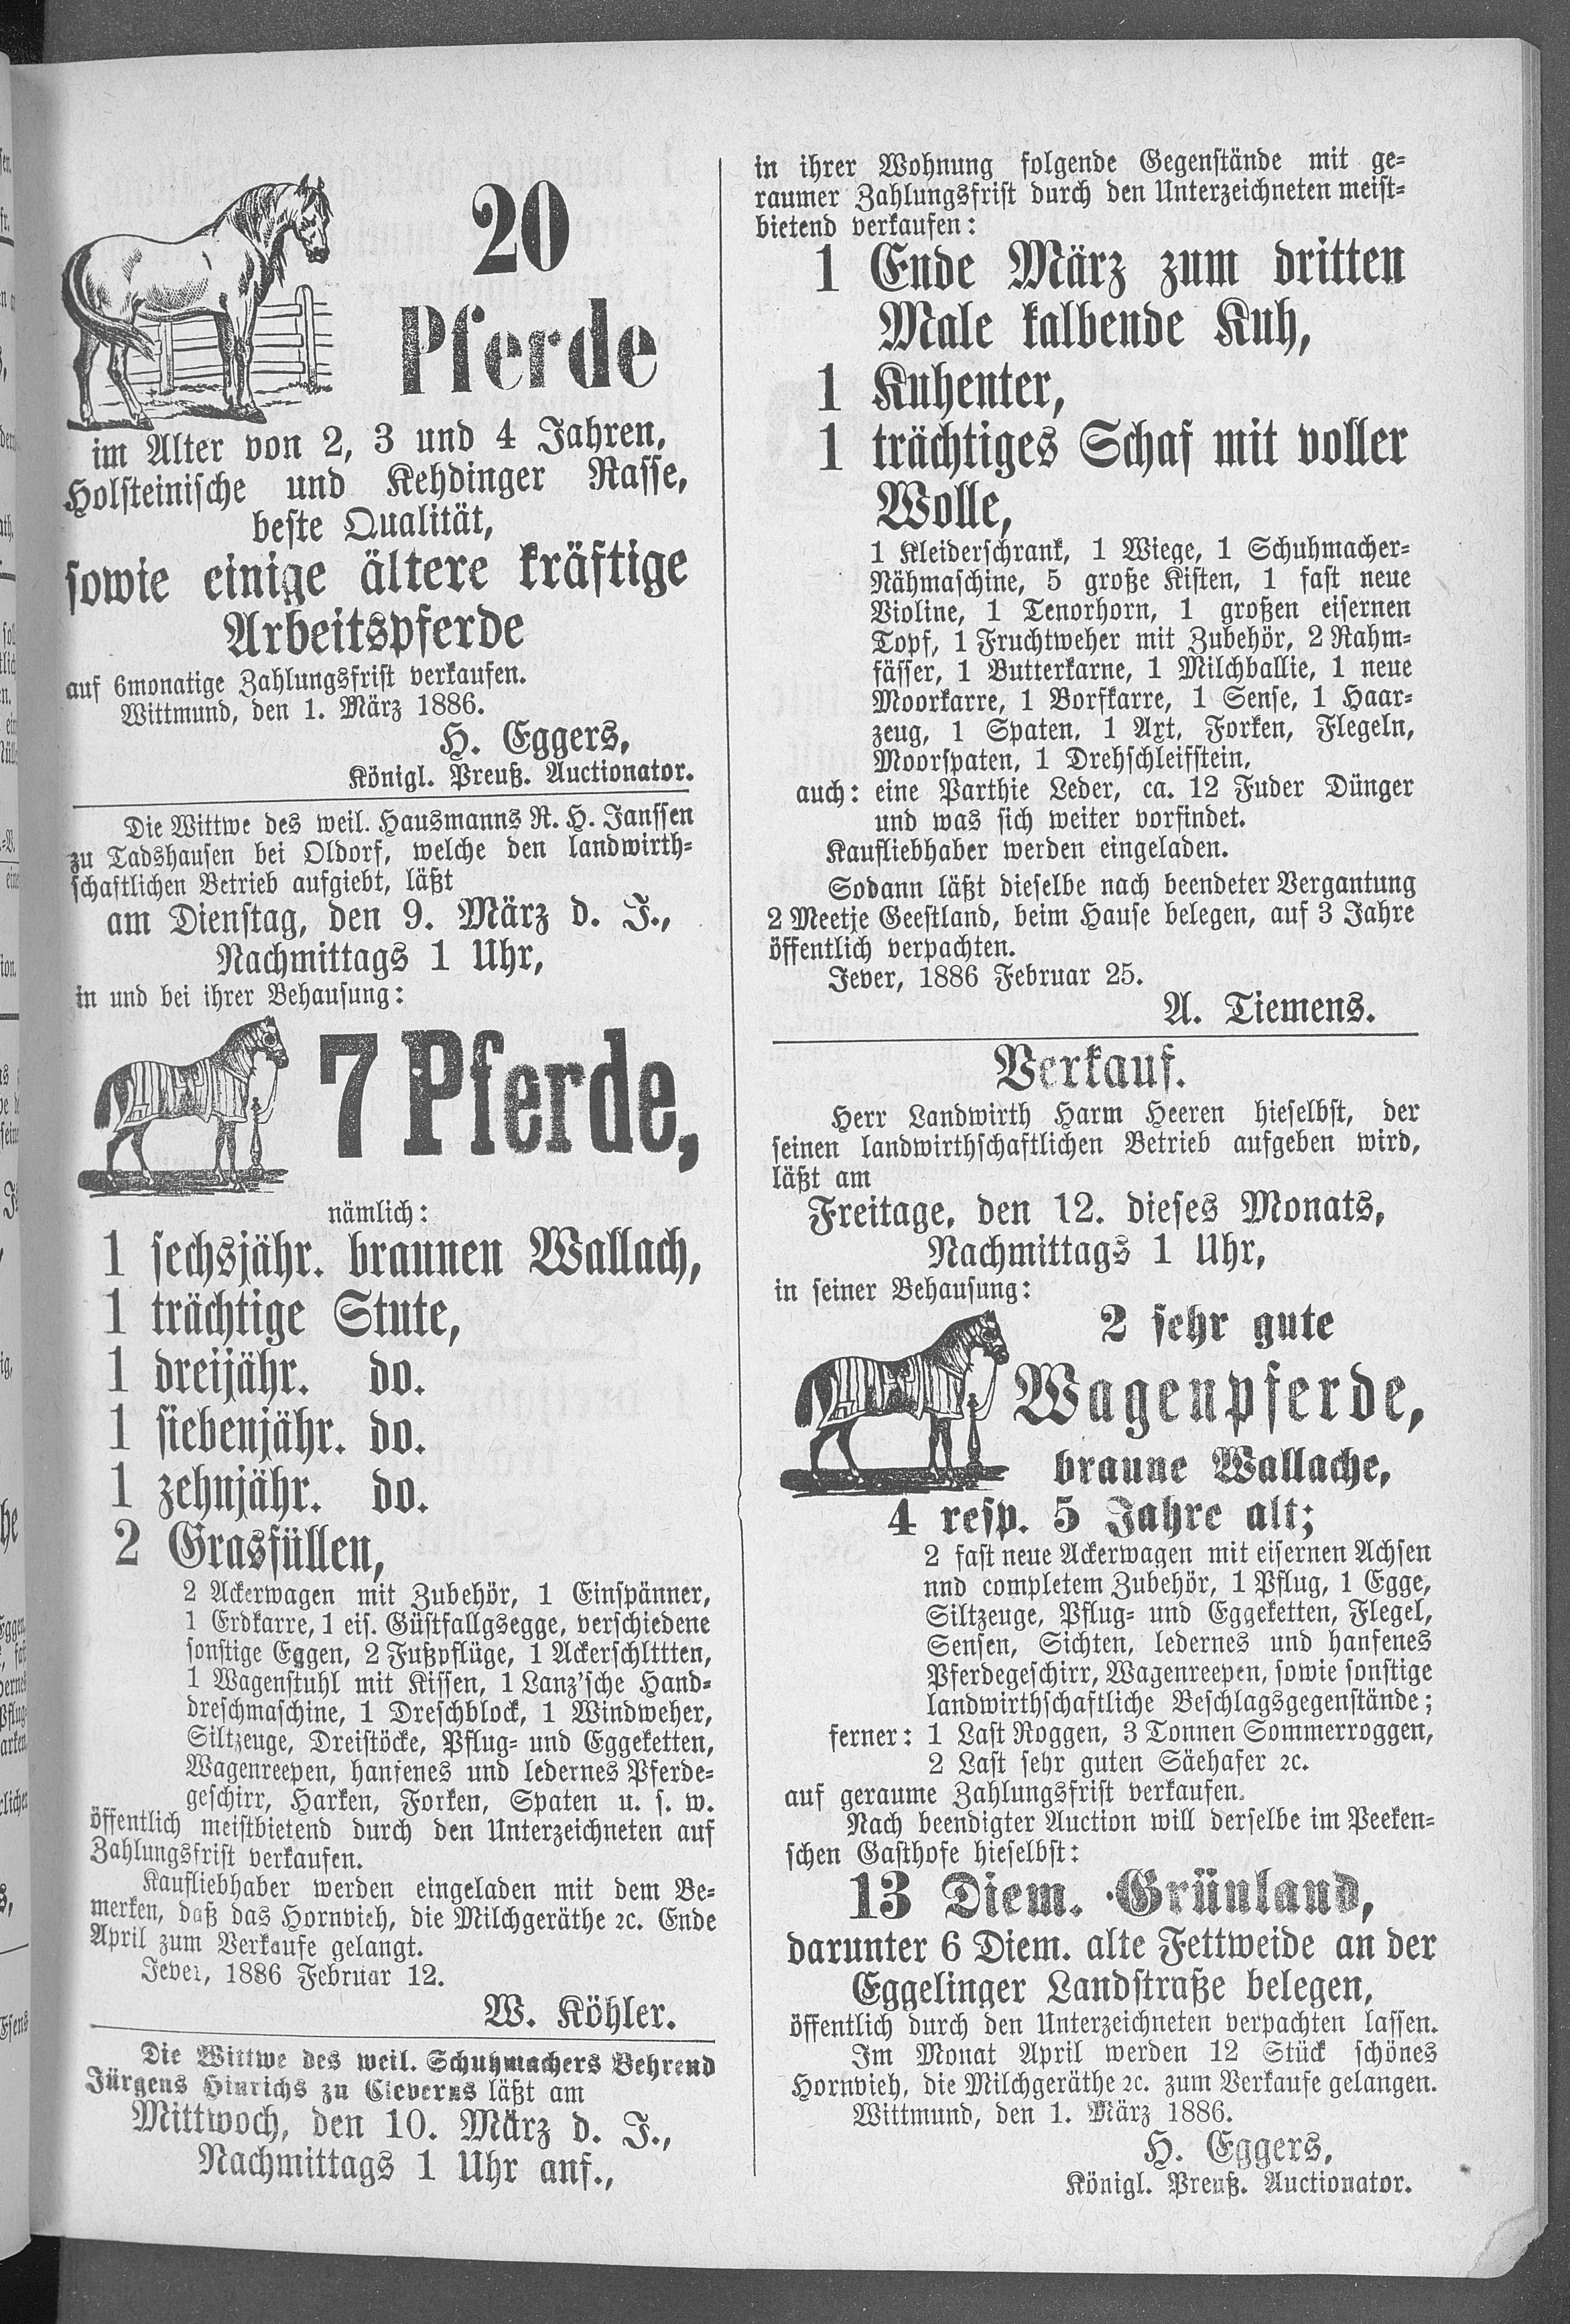 20
Pferde
im Alter von 2, 3 und 4 Jahren,
Holsteinische und Kehdinger Rasse,
beste Qualität,
sowie einige ältere kräftige
Arbeitspferde
auf 6monatige Zahlungsfrist verkaufen.
Wittmund, den 1. März 1886.
H. Eggers,
Königl. Preuß. Auctionator.
Die Wittwe des weil. Hausmanns R. H. Janssen
zu Tadshausen bei Oldorf, welche den landwirth-
schaftlichen Betrieb aufgiebt, läßt
am Dienstag, den 9. März d. J.,
Nachmittags 1 Uhr,
in und bei ihrer Behausung:
7 Pferde,
nämlich:
1 sechsjähr. braunen Wallach,
1 trächtige Stute,
1 dreijähr. do.
1 siebenjähr. do.
1 zehnjähr. do.
2 Grasfüllen,
2 Ackerwagen mit Zubehör, 1 Einspänner,
1 Erdkarre, 1 eis. Güstfallgsegge, verschiedene
sonstige Eggen, 2 Fußpflüge, 1 Ackerschlttten,
1 Wagenstuhl mit Kissen, 1 Lanz'sche Hand-
dreschmaschine, 1 Dreschblock, 1 Windweher,
Siltzeuge, Dreistöcke, Pflug- und Eggeketten,
Wagenreepen, hanfenes und ledernes Pferde-
geschirr, Harken, Forken, Spaten u. s. w.
öffentlich meistbietend durch den Unterzeichneten auf
Zahlungsfrist verkaufen.
Kaufliebhaber werden eingeladen mit dem Be-
merken, daß das Hornvieh, die Milchgeräthe ꝛc. Ende
April zum Verkaufe gelangt.
Jever, 1886 Februar 12.
W. Köhler.
Die Wittwe des weil. Schuhmachers Behrend
Jürgens Hinrichs zu Cleverns läßt am
Mittwoch, den 10. März d. J.,
Nachmittags 1 Uhr anf.,
in ihrer Wohnung folgende Gegenstände mit ge-
raumer Zahlungsfrist durch den Unterzeichneten meist-
bietend verkaufen:
1 Ende März zum dritten
Male kalbende Kuh,
1 Kuhenter,
1 trächtiges Schaf mit voller
Wolle,
1 Kleiderschrank, 1 Wiege, 1 Schuhmacher-
Nähmaschine, 5 große Kisten, 1 fast neue
Violine, 1 Tenorhorn, 1 großen eisernen
Topf, 1 Fruchtweher mit Zubehör, 2 Rahm-
fässer, 1 Butterkarne, 1 Milchballie, 1 neue
Moorkarre, 1 Borfkarre, 1 Sense, 1 Haar-
zeug, 1 Spaten, 1 Axt, Forken, Flegeln,
Moorspaten, 1 Drehschleifstein,
auch: eine Parthie Leder, ca. 12 Fuder Dünger
und was sich weiter vorfindet.
Kaufliebhaber werden eingeladen.
Sodann läßt dieselbe nach beendeter Vergantung
2 Meetje Geestland, beim Hause belegen, auf 3 Jahre
öffentlich verpachten.
Jever, 1886 Februar 25.
A. Tiemens.
Verkauf.
Herr Landwirth Harm Heeren hieselbst, der
seinen landwirthschaftlichen Betrieb aufgeben wird,
läßt am
Freitage, den 12. dieses Monats,
Nachmittags 1 Uhr,
in seiner Behausung:
2 sehr gute
Wagenpferde,
braune Wallache,
4 resp. 5 Jahre alt;
2 fast neue Ackerwagen mit eisernen Achsen
nnd completem Zubehör, 1 Pflug, 1 Egge,
Siltzeuge, Pflug- und Eggeketten, Flegel,
Sensen, Sichten, ledernes und hanfenes
Pferdegeschirr, Wagenreepen, sowie sonstige
landwirthschaftliche Beschlagsgegenstände;
ferner: 1 Last Roggen, 3 Tonnen Sommerroggen,
2 Last sehr guten Säehafer ꝛc.
auf geraume Zahlungsfrist verkaufen.
Nach beendigter Auction will derselbe im Peeken-
schen Gasthofe hieselbst:
13 Diem. Grünland,
darunter 6 Diem. alte Fettweide an der
Eggelinger Landstraße belegen,
öffentlich durch den Unterzeichneten verpachten lassen.
Im Monat April werden 12 Stück schönes
Hornvieh, die Milchgeräthe ꝛc. zum Verkaufe gelangen.
Wittmund, den 1. März 1886.
H. Eggers,
Königl. Preuß. Auctionator.